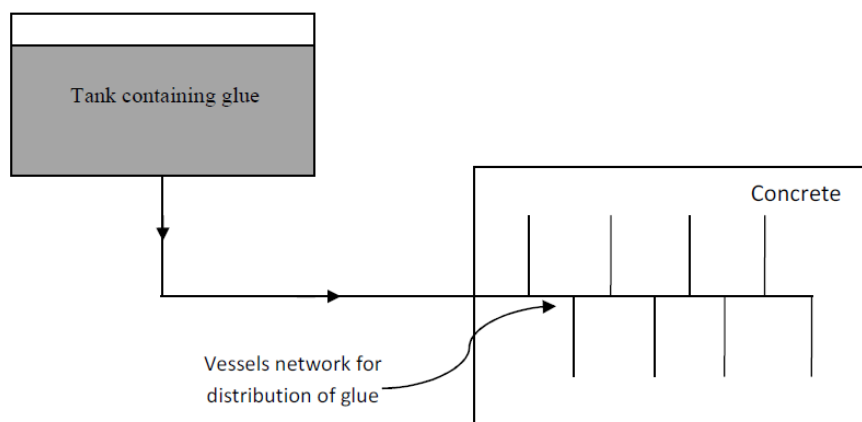 Tank containing glue
Concrete
Vessels network for
distribution of glue